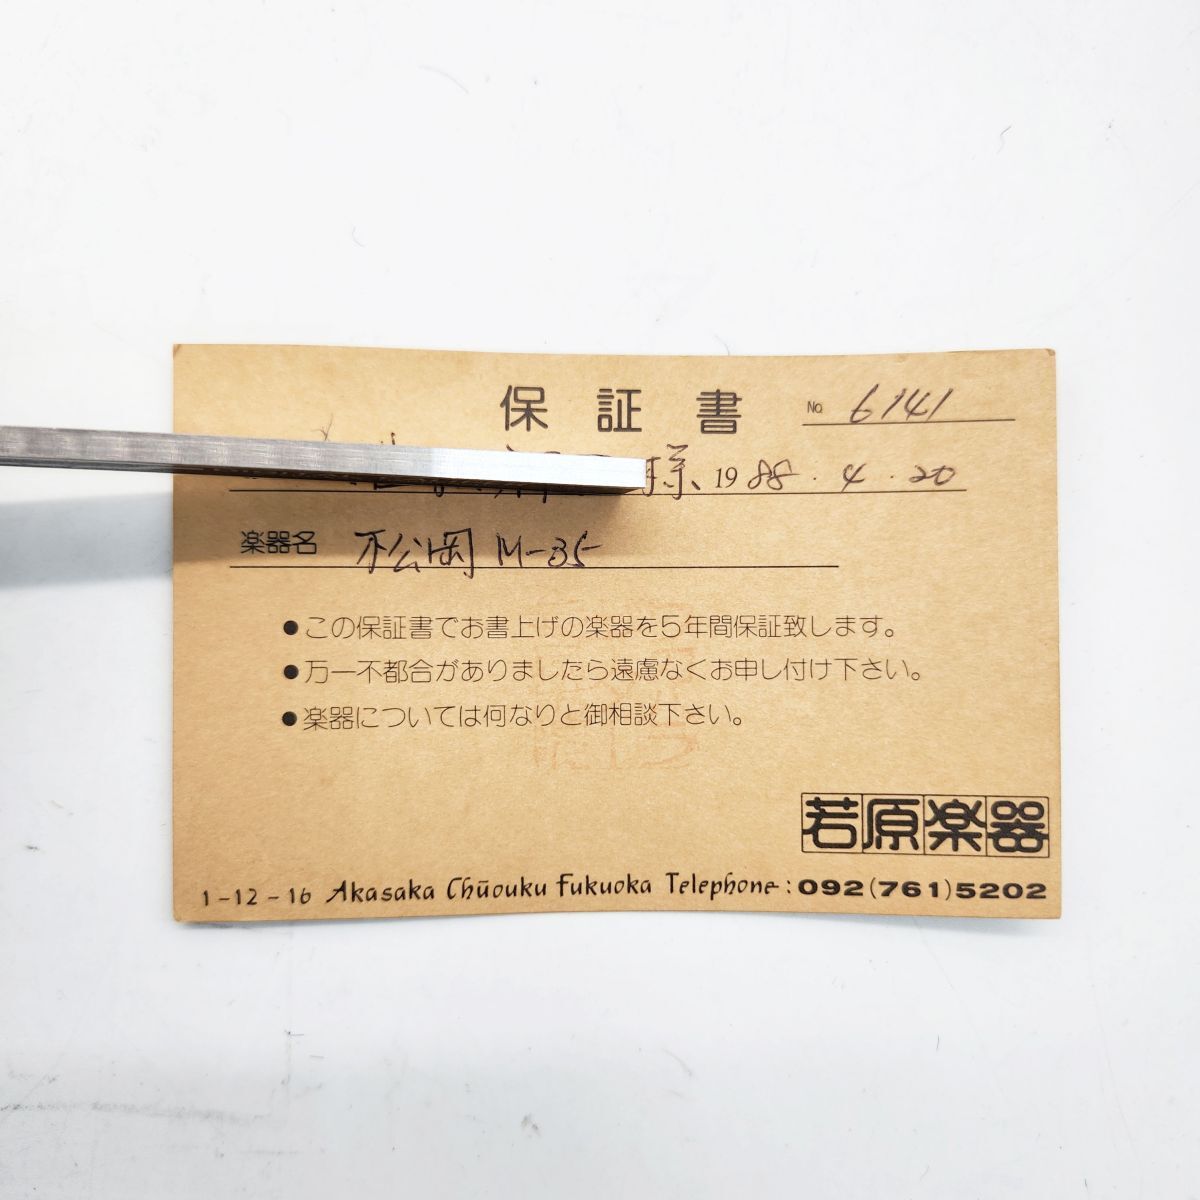 保証書 No. 6141
様 1988.4.20
楽器名 松岡 M-35
●この保証書でお書上げの楽器を5年間保証致します。
●万一不都合がありましたら遠慮なくお申し付け下さい。
●楽器については何なりと御相談下さい。
若原楽器
1-12-16 Akasaka Chūouku Fukuoka Telephone: 092(761)5202